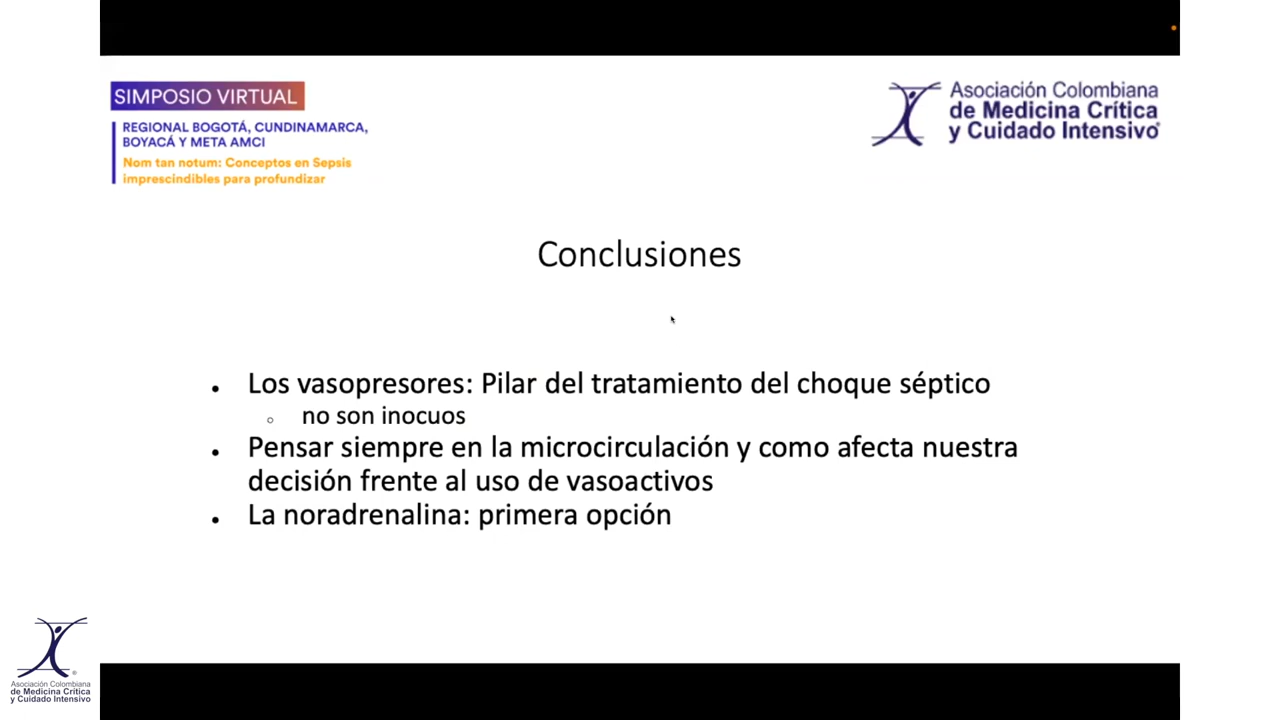 SIMPOSIO VIRTUAL
REGIONAL BOGOTÁ, CUNDINAMARCA,
BOYACÁ Y META AMCI
Nom tan notum: Conceptos en Sepsis
imprescindibles para profundizar
Asociación Colombiana
de Medicina Crítica
y Cuidado Intensivo®
Conclusiones
• Los vasopresores: Pilar del tratamiento del choque séptico
○ no son inocuos
• Pensar siempre en la microcirculación y como afecta nuestra
decisión frente al uso de vasoactivos
• La noradrenalina: primera opción
®
Asociación Colombiana
de Medicina Crítica
y Cuidado Intensivo